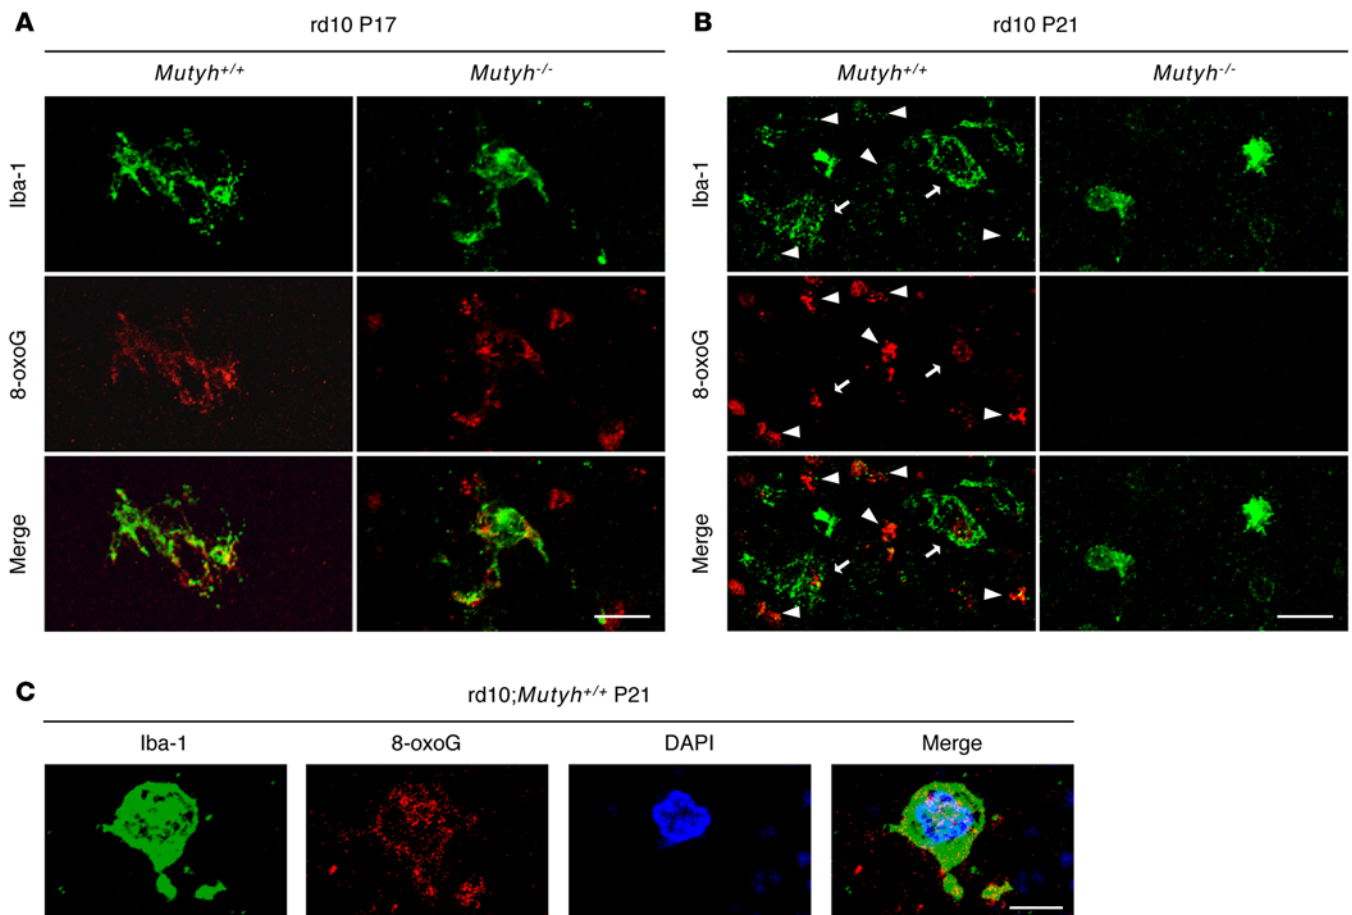 A
rd10 P17
Mutyh+/+
Mutyh-/-
Iba-1
8-oxoG
Merge
B
rd10 P21
Mutyh+/+
Mutyh-/-
Iba-1
8-oxoG
Merge
C
rd10;Mutyh+/+ P21
Iba-1
8-oxoG
DAPI
Merge